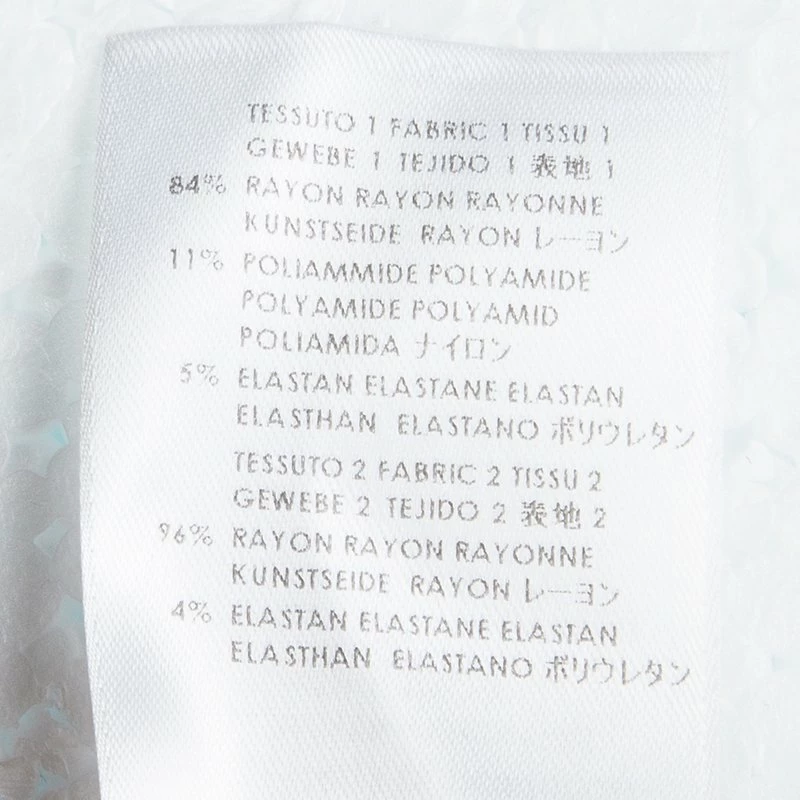 TESSUTO 1 FABRIC 1 TISSU 1
GEWEBE 1 TEJIDO 1 表地 1
84% RAYON RAYON RAYONNE
KUNSTSEIDE RAYON レーヨン
11% POLIAMMIDE POLYAMIDE
POLYAMIDE POLYAMID
POLIAMIDA ナイロン
5% ELASTAN ELASTANE ELASTAN
ELASTHAN ELASTANO ポリウレタン
TESSUTO 2 FABRIC 2 TISSU 2
GEWEBE 2 TEJIDO 2 表地 2
96% RAYON RAYON RAYONNE
KUNSTSEIDE RAYON レーヨン
4% ELASTAN ELASTANE ELASTAN
ELASTHAN ELASTANO ポリウレタン